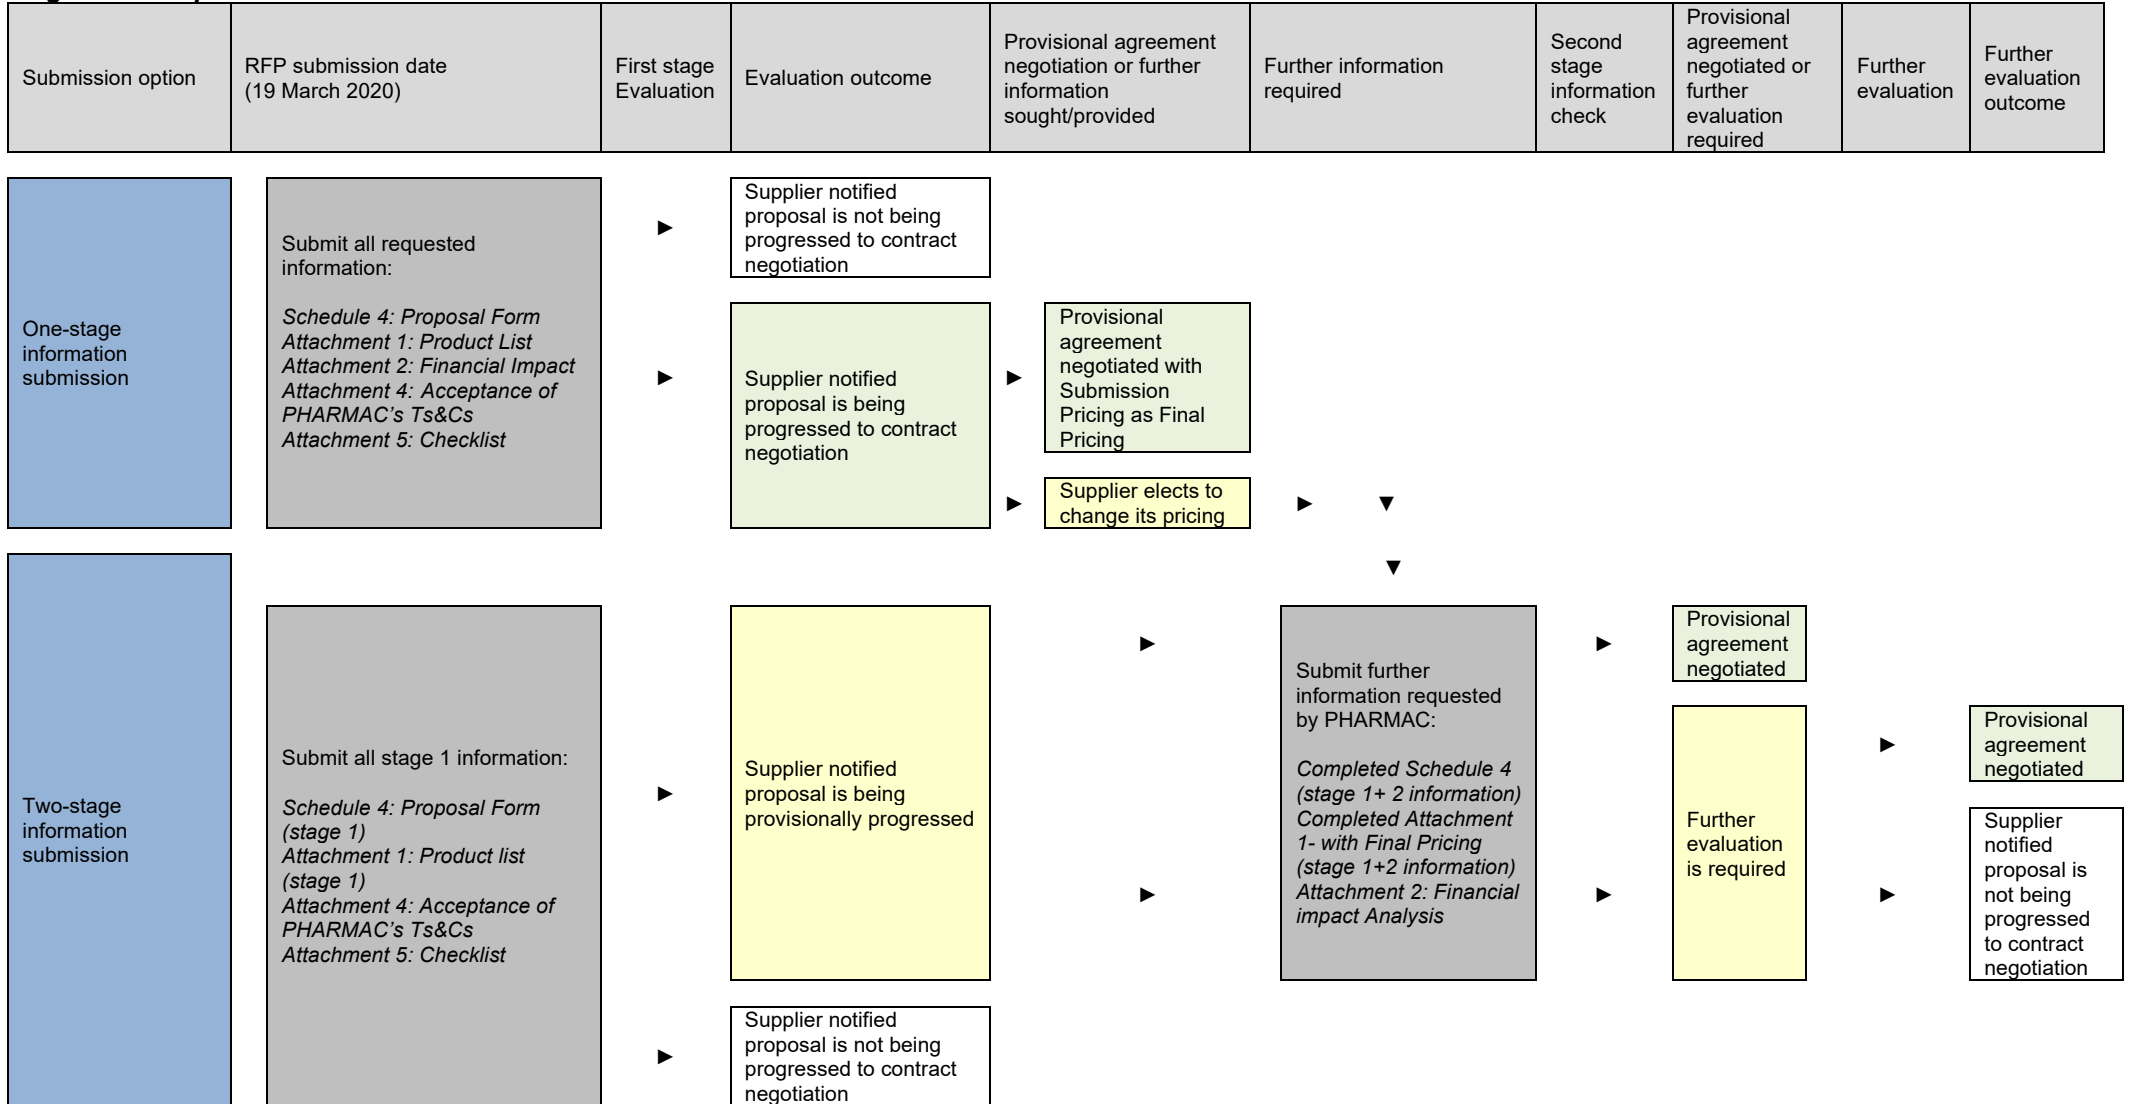 Submission option
RFP submission date
(19 March 2020)
First stage
Evaluation
Evaluation outcome
Provisional agreement
negotiation or further
information
sought/provided
Further information
required
Second
stage
information
check
Provisional
agreement
negotiated or
further
evaluation
required
Further
evaluation
Further
evaluation
outcome
One-stage
information
submission
Submit all requested
information:
Schedule 4: Proposal Form
Attachment 1: Product List
Attachment 2: Financial Impact
Attachment 4: Acceptance of
PHARMAC's Ts&Cs
Attachment 5: Checklist
►
Supplier notified
proposal is not being
progressed to contract
negotiation
►
Supplier notified
proposal is being
progressed to contract
negotiation
►
Provisional
agreement
negotiated with
Submission
Pricing as Final
Pricing
►
Supplier elects to
change its pricing
►
▼
▼
Two-stage
information
submission
Submit all stage 1 information:
Schedule 4: Proposal Form
(stage 1)
Attachment 1: Product list
(stage 1)
Attachment 4: Acceptance of
PHARMAC's Ts&Cs
Attachment 5: Checklist
►
Supplier notified
proposal is being
provisionally progressed
►
►
Submit further
information requested
by PHARMAC:
Completed Schedule 4
(stage 1+ 2 information)
Completed Attachment
1- with Final Pricing
(stage 1+2 information)
Attachment 2: Financial
impact Analysis
►
Provisional
agreement
negotiated
►
Further
evaluation
is required
►
Provisional
agreement
negotiated
►
Supplier
notified
proposal is
not being
progressed
to contract
negotiation
►
Supplier notified
proposal is not being
progressed to contract
negotiation